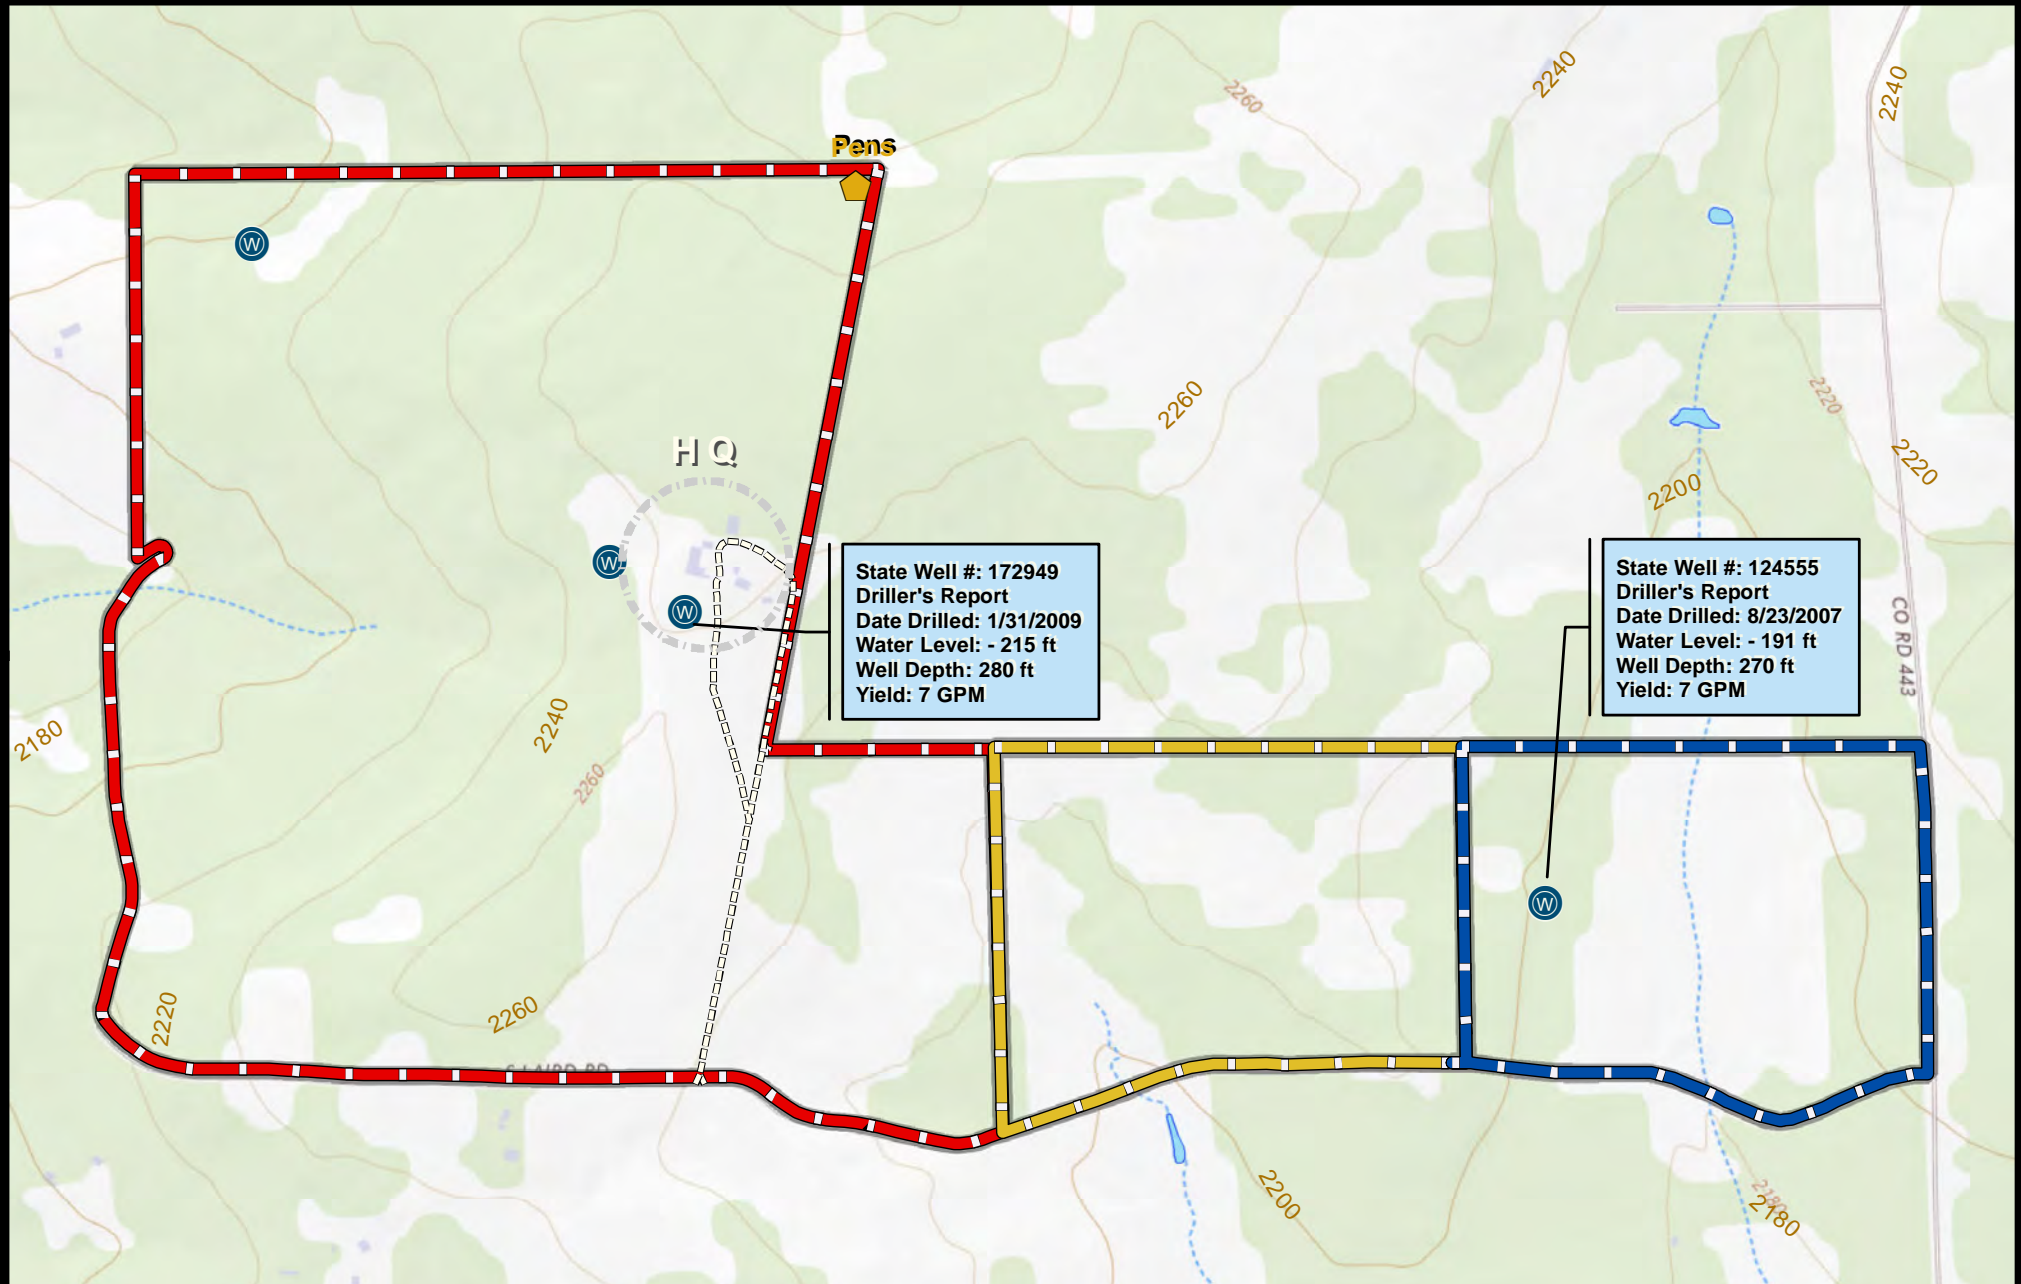 2240
2240
2260
Pens
W
2260
2220
H Q
2220
2200
W
State Well #: 172949
Driller's Report
Date Drilled: 1/31/2009
Water Level: - 215 ft
Well Depth: 280 ft
Yield: 7 GPM
State Well #: 124555
Driller's Report
Date Drilled: 8/23/2007
Water Level: - 191 ft
Well Depth: 270 ft
Yield: 7 GPM
W
CO RD 443
2180
2240
2260
W
2220
2260
S LAIRD RD
2200
2180
2180